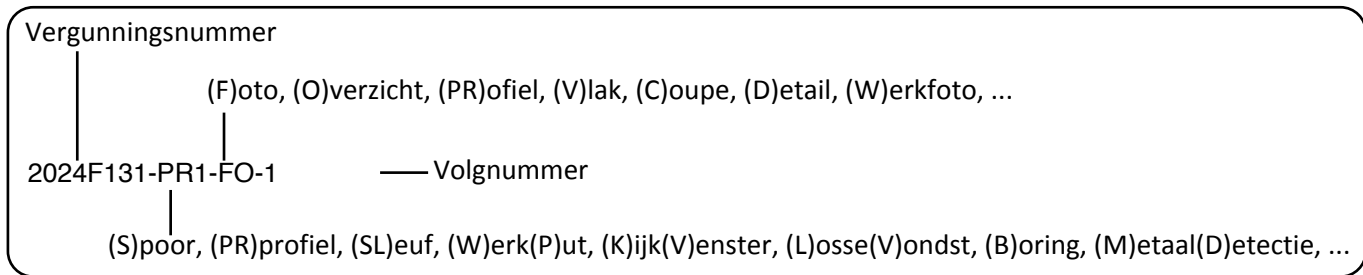 Vergunningsnummer
(F)oto, (O)verzicht, (PR)ofiel, (V)lak, (C)oupe, (D)etail, (W)erkfoto, ...
2024F131-PR1-FO-1 Volgnummer
(S)poor, (PR)profiel, (SL)euf, (W)erk(P)ut, (K)ijk(V)enster, (L)osse(V)ondst, (B)oring, (M)etaal(D)etectie, ...